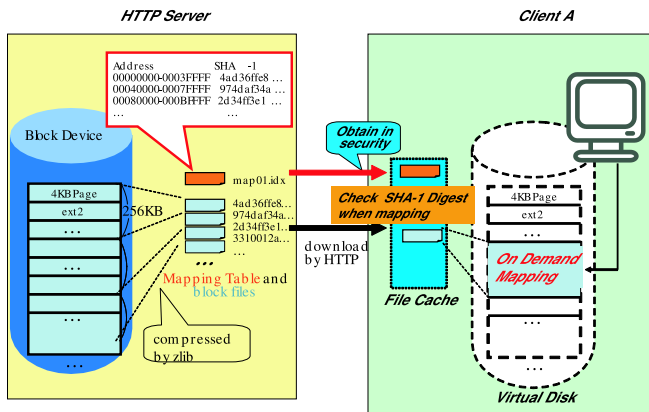 HTTP Server
Client A
Address SHA -1
00000000-0003FFFF 4ad36ffe8 ...
00040000-0007FFFF 974daf34a ...
00080000-000BFFFF 2d34ff3e1 ...
... ...
Block Device
Obtain in
security
map01.idx
4KBPage
ext2
...
...
...
256KB
4ad36ffe8...
974daf34a...
2d34ff3e1...
3310012a...
...
...
Mapping Table and
block files
compressed
by zlib
Check SHA-1 Digest
when mapping
download
by HTTP
File Cache
4KBPage
ext2
...
On Demand
Mapping
...
...
Virtual Disk